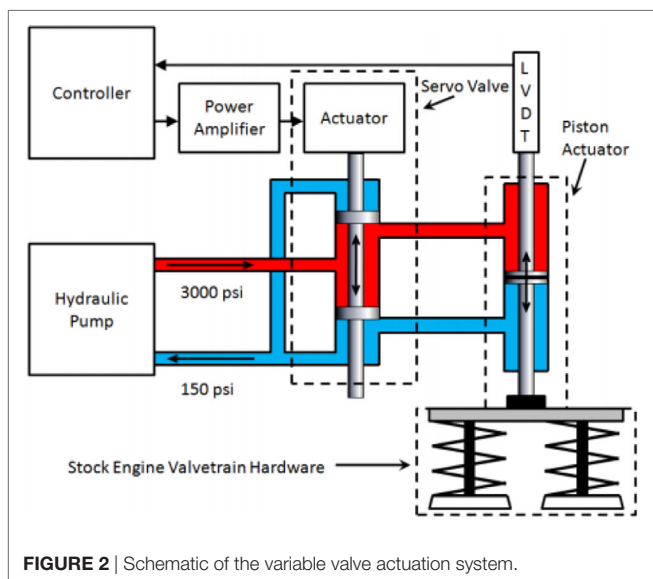 Controller
Power
Amplifier
Actuator
Servo Valve
L
V
D
T
Piston
Actuator
Hydraulic
Pump
3000 psi
150 psi
Stock Engine Valvetrain Hardware
FIGURE 2 | Schematic of the variable valve actuation system.